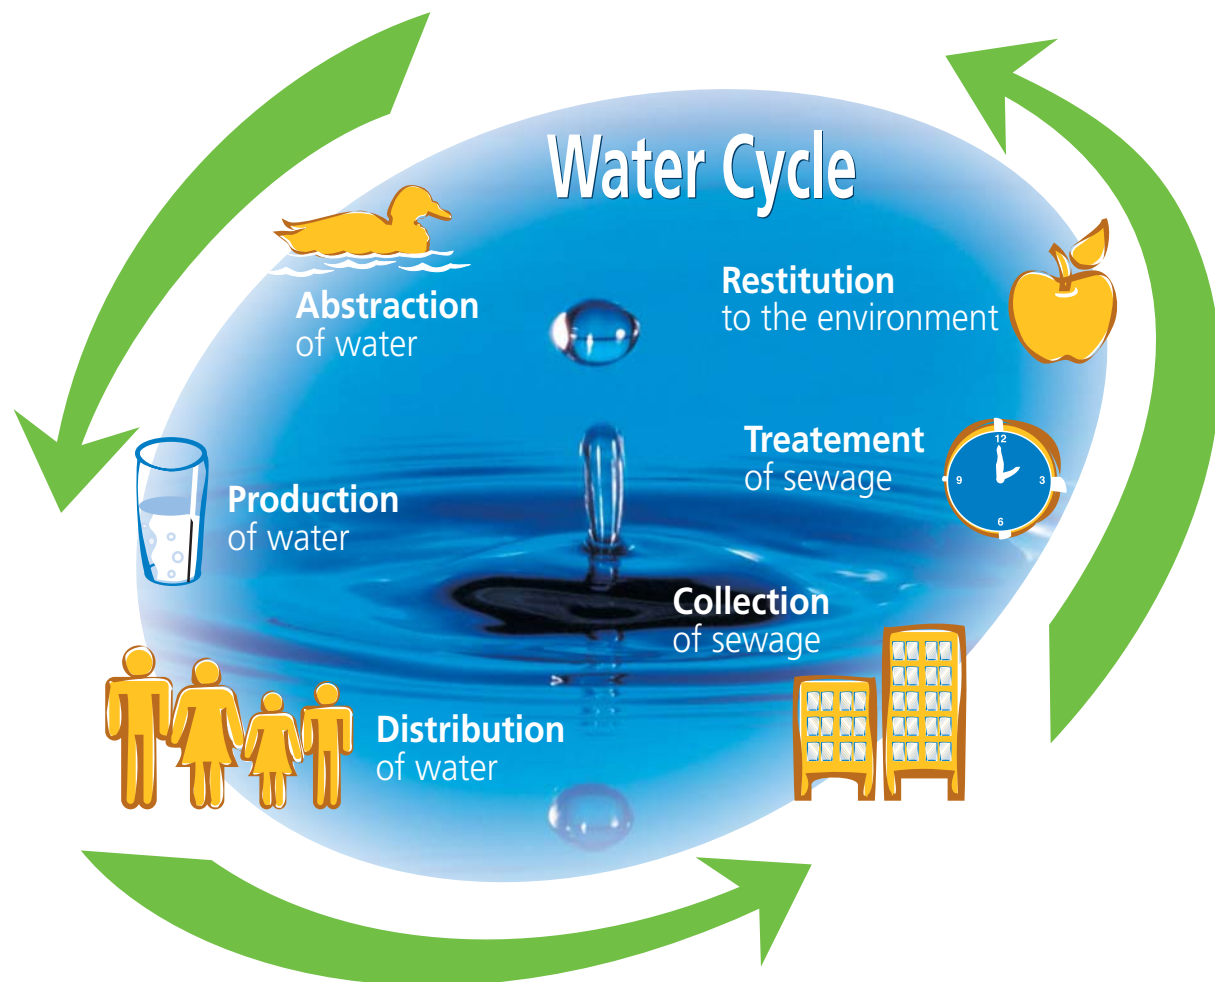 Water Cycle
Abstraction
of water
Production
of water
Distribution
of water
Collection
of sewage
Treatement
of sewage
12
9
3
6
Restitution
to the environment